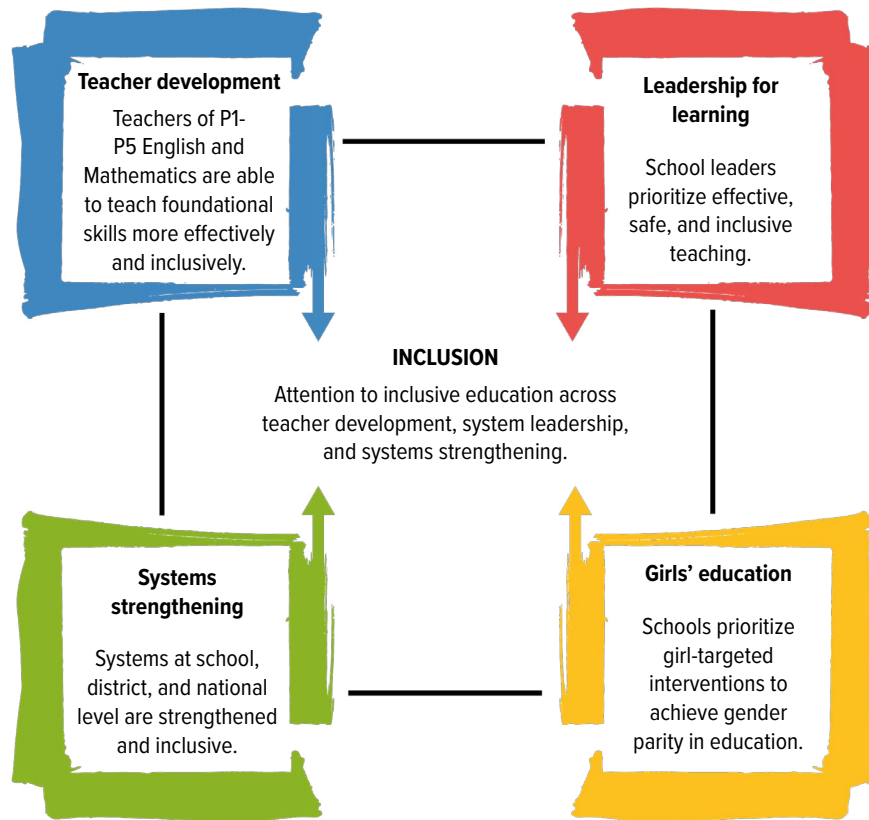 Teacher development
Teachers of P1-
P5 English and
Mathematics are able
to teach foundational
skills more effectively
and inclusively.
Leadership for
learning
School leaders
prioritize effective,
safe, and inclusive
teaching.
INCLUSION
Attention to inclusive education across
teacher development, system leadership,
and systems strengthening.
Systems
strengthening
Systems at school,
district, and national
level are strengthened
and inclusive.
Girls’ education
Schools prioritize
girl-targeted
interventions to
achieve gender
parity in education.